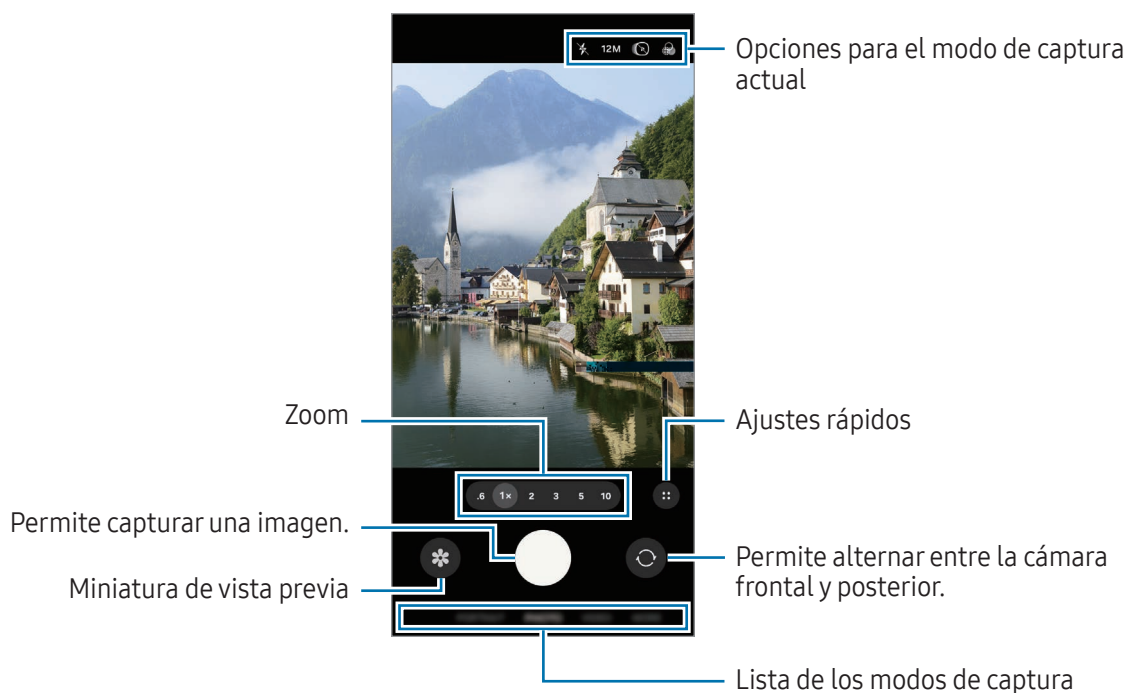 12M
Opciones para el modo de captura
actual
Zoom
Ajustes rápidos
.6 1× 2 3 5 10
Permite capturar una imagen.
Permite alternar entre la cámara
frontal y posterior.
Miniatura de vista previa
Lista de los modos de captura